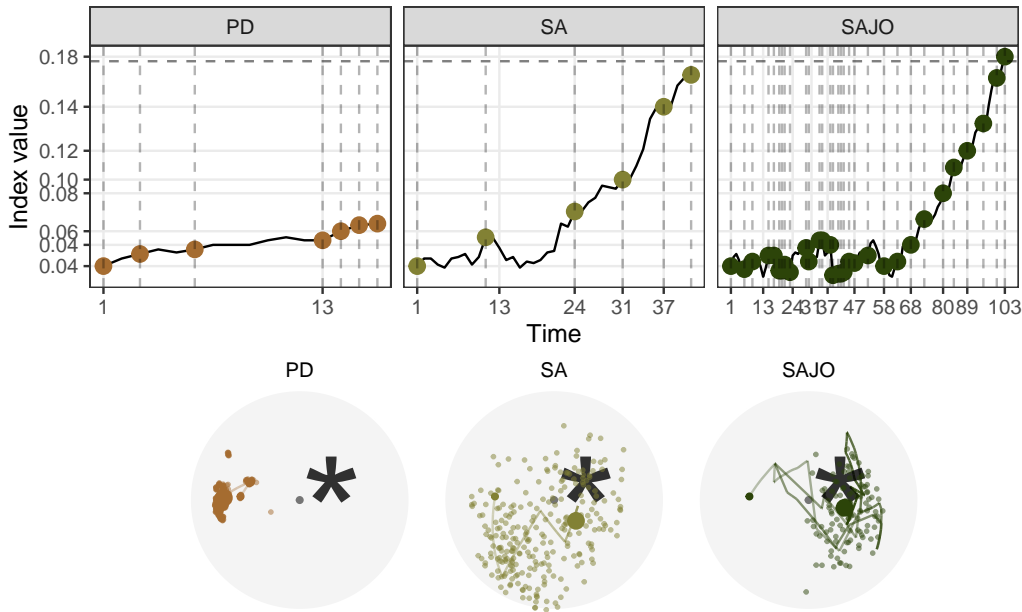 PD SA SAJO
Index value
0.18
0.14
0.12
0.10
0.08
0.06
0.04
0.04
1 13
1 13 24 31 37
1 13 24 31 37 47 58 68 80 89 103
Time
PD SA SAJO
* * *